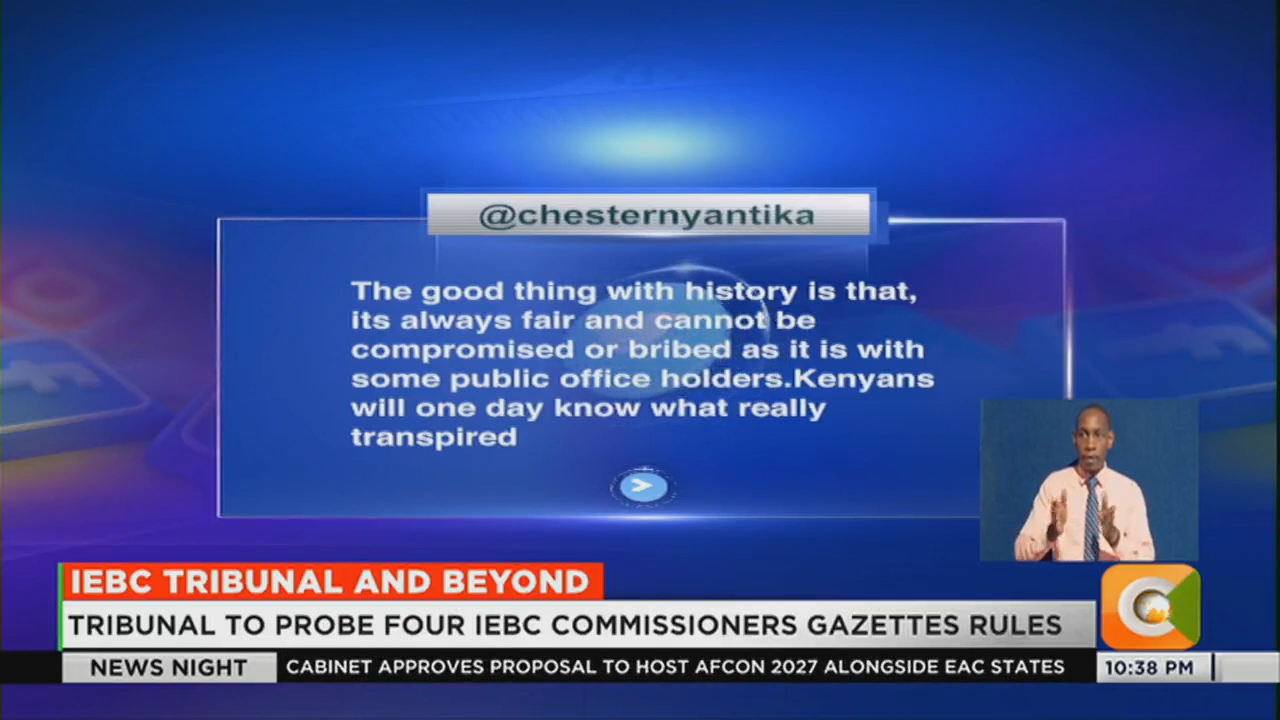 @chesternyantika
The good thing with history is that,
its always fair and cannot be
compromised or bribed as it is with
some public office holders.Kenyans
will one day know what really
transpired
IEBC TRIBUNAL AND BEYOND
TRIBUNAL TO PROBE FOUR IEBC COMMISSIONERS GAZETTES RULES
NEWS NIGHT
CABINET APPROVES PROPOSAL TO HOST AFCON 2027 ALONGSIDE EAC STATES
10:38 PM